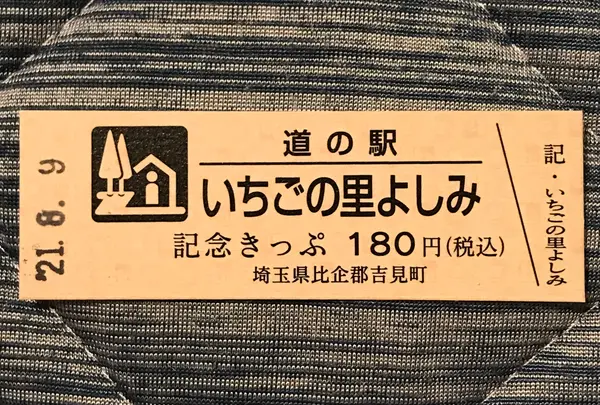 '21.8.9
道の駅
いちごの里よしみ
記念きっぷ 180円(税込)
埼玉県比企郡吉見町
記・いちごの里よしみ